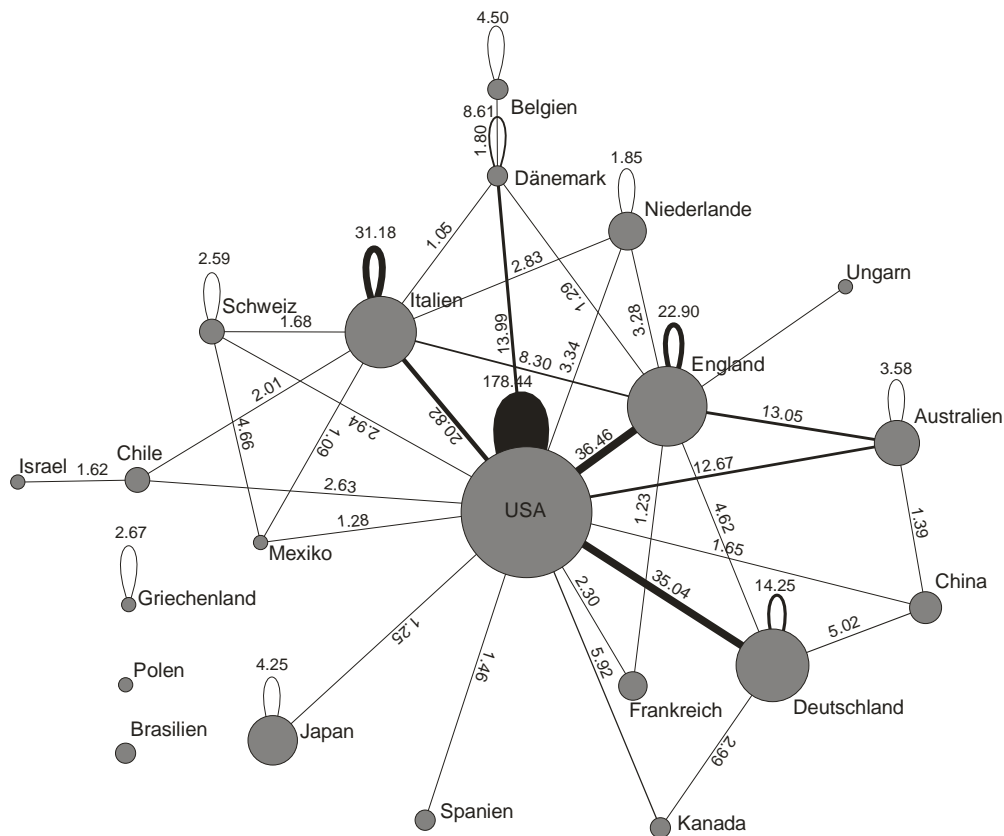 4.50
Belgien
8.61
1.80
Dänemark
1.85
Niederlande
31.18
1.05
2.83
Ungarn
2.59
Schweiz
Italien
1.29
3.28
22.90
1.68
13.99
8.30
3.34
England
3.58
178.44
2.01
20.82
13.05
Australien
4.66
2.94
1.09
36.46
Israel
1.62
Chile
12.67
2.63
USA
4.62
1.39
1.28
Mexiko
1.23
1.65
2.67
Griechenland
2.30
35.04
14.25
China
5.02
1.25
Polen
4.25
1.46
5.92
Frankreich
Deutschland
Brasilien
Japan
2.99
Spanien
Kanada